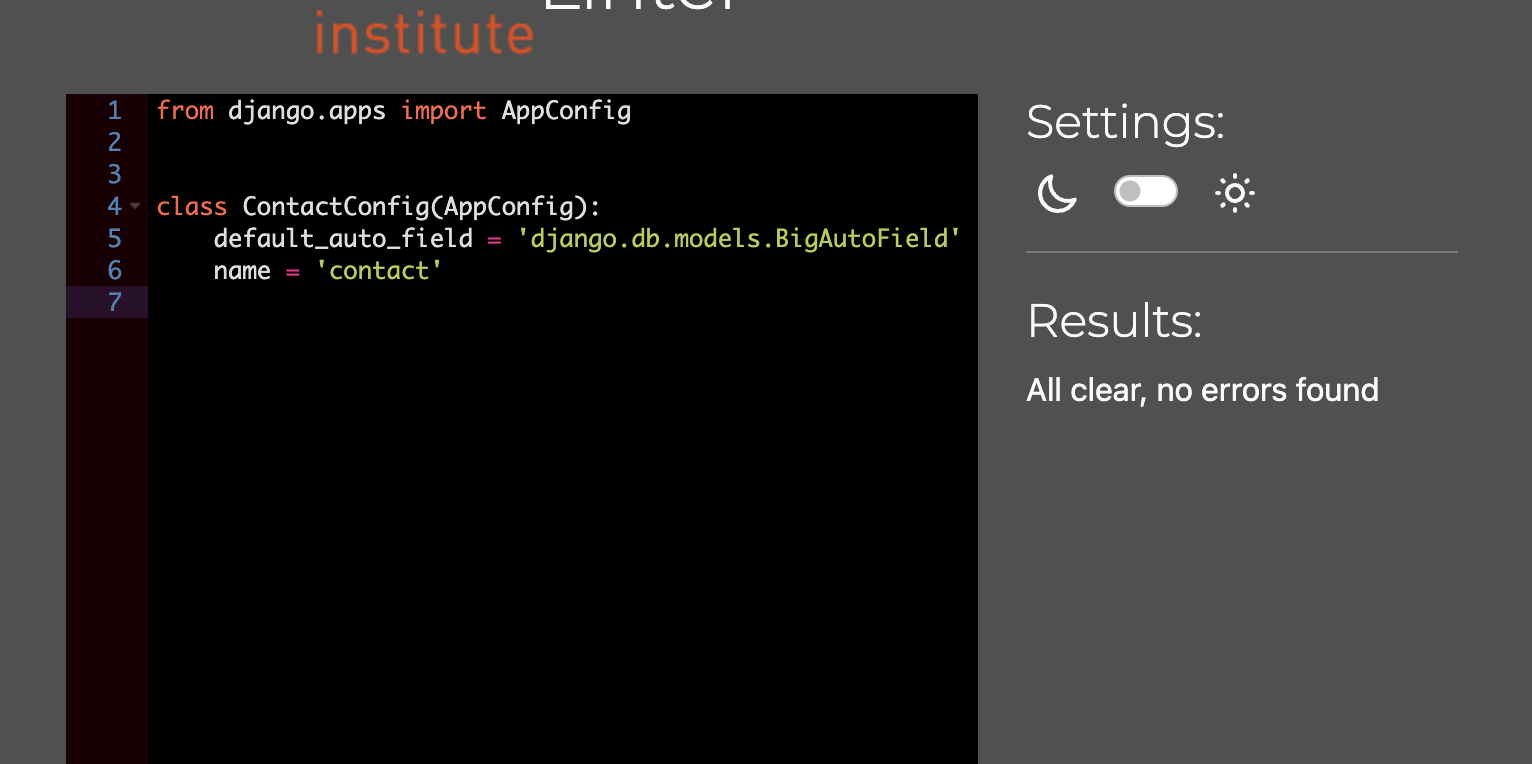 institute
1 from django.apps import AppConfig
2
3
4 class ContactConfig(AppConfig):
5     default_auto_field = 'django.db.models.BigAutoField'
6     name = 'contact'
7
Settings:
Results:
All clear, no errors found